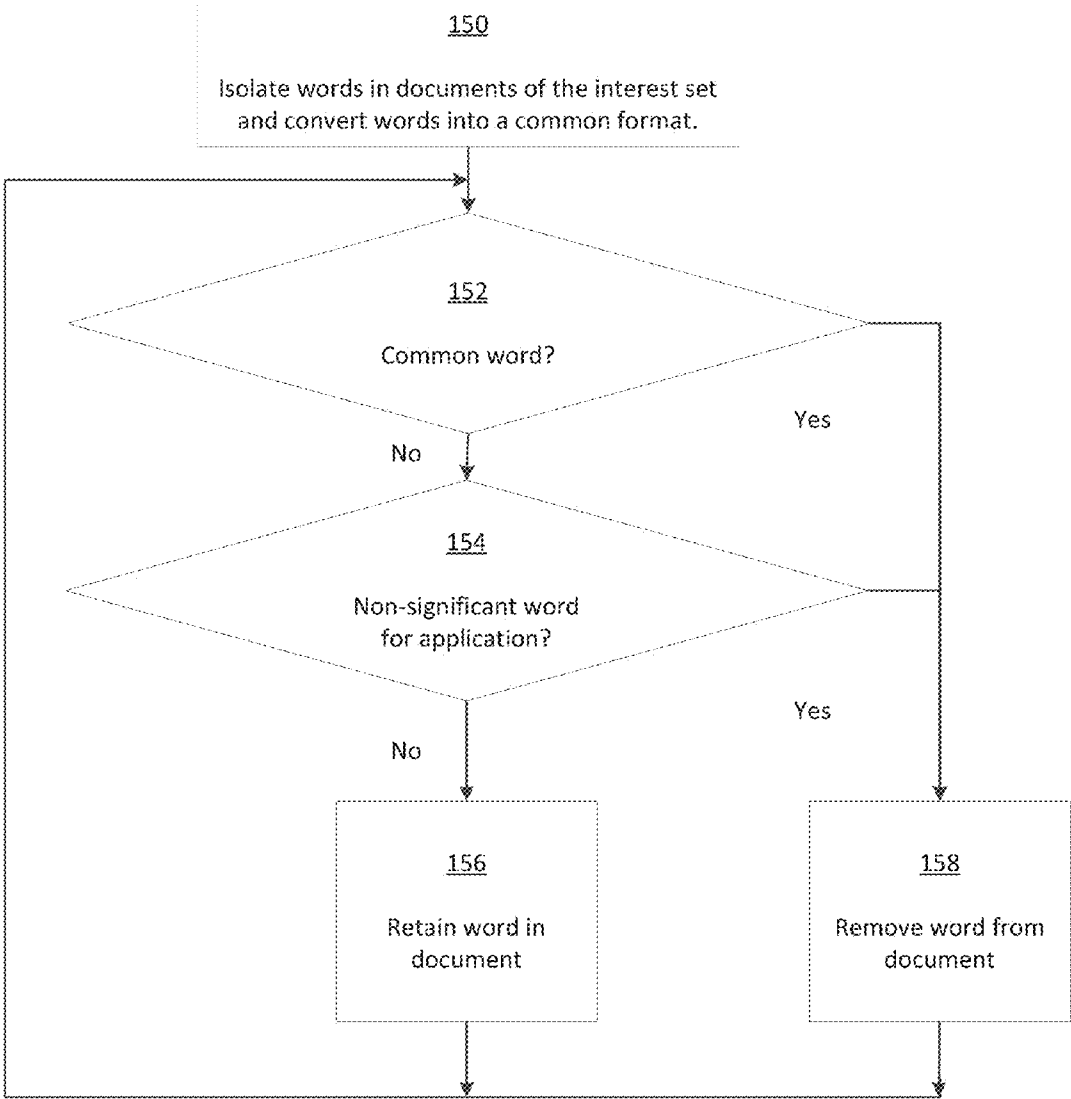 150
Isolate words in documents of the interest set
and convert words into a common format.
152
Common word?
Yes
No
154
Non-significant word
for application?
Yes
No
156
Retain word in
document
158
Remove word from
document